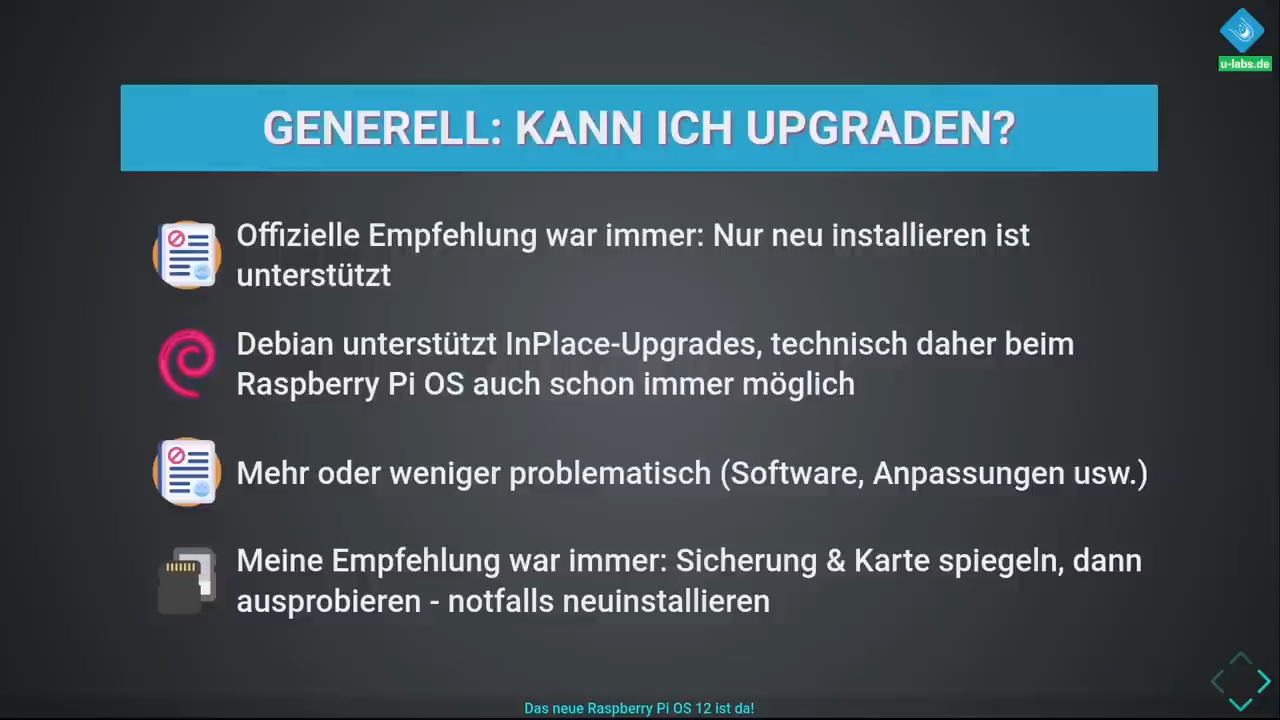 u-labs.de
GENERELL: KANN ICH UPGRADEN?
Offizielle Empfehlung war immer: Nur neu installieren ist
unterstützt
Debian unterstützt InPlace-Upgrades, technisch daher beim
Raspberry Pi OS auch schon immer möglich
Mehr oder weniger problematisch (Software, Anpassungen usw.)
Meine Empfehlung war immer: Sicherung & Karte spiegeln, dann
ausprobieren - notfalls neuinstallieren
Das neue Raspberry Pi OS 12 ist da!